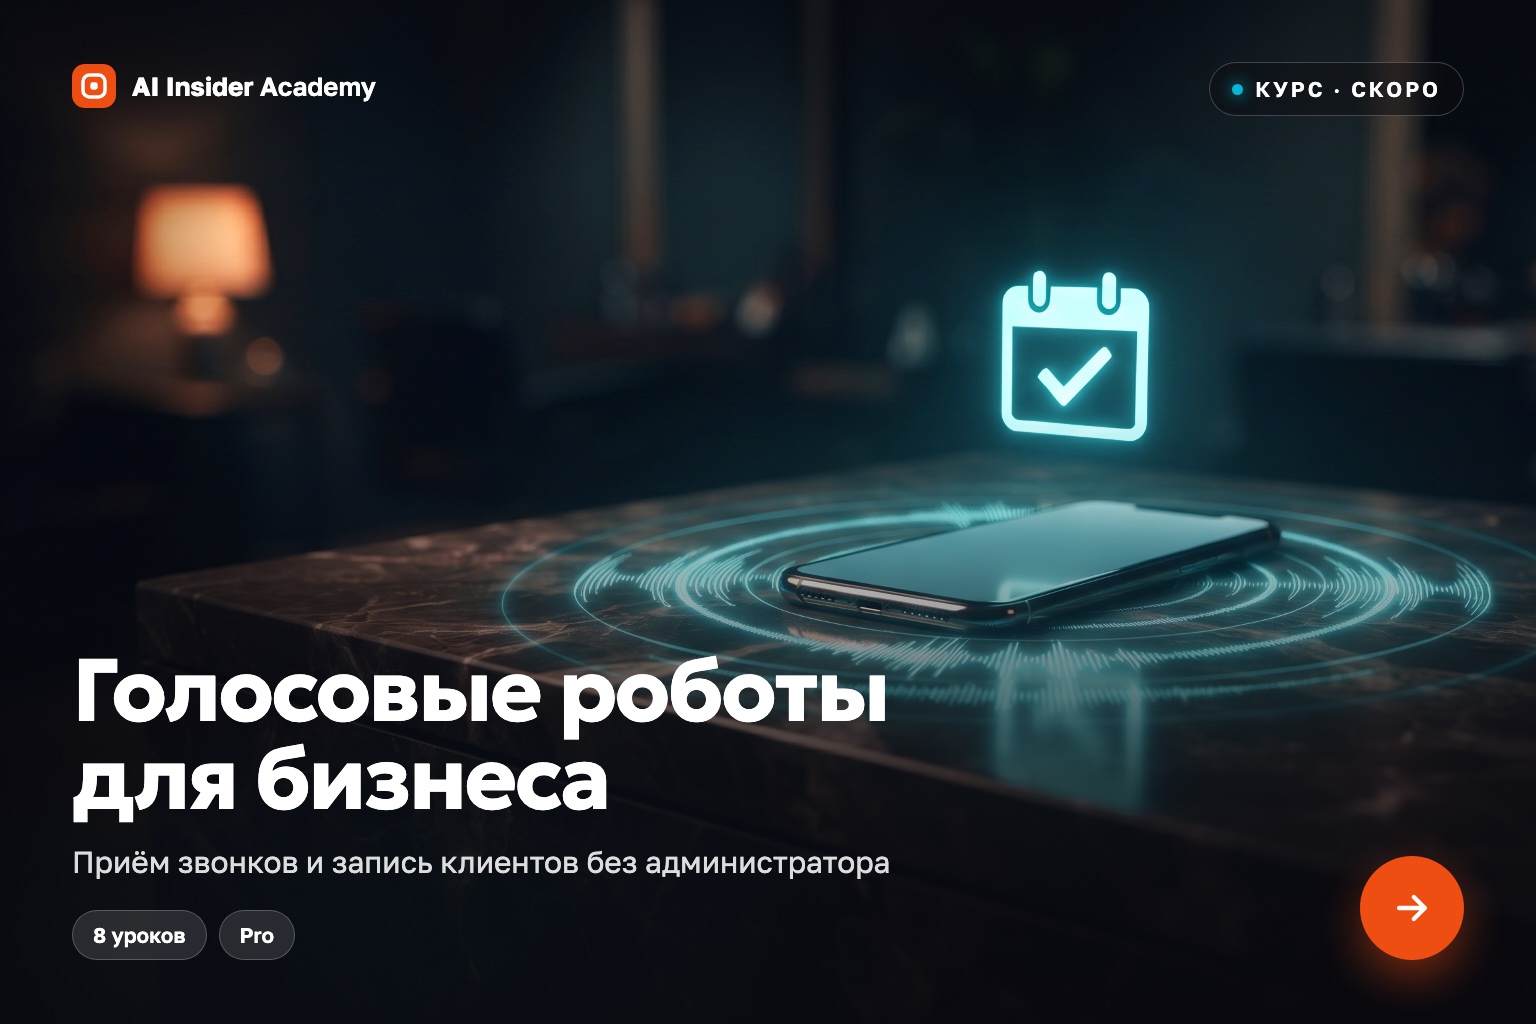 AI Insider Academy
КУРС · СКОРО
Голосовые роботы
для бизнеса
Приём звонков и запись клиентов без администратора
8 уроков
Pro